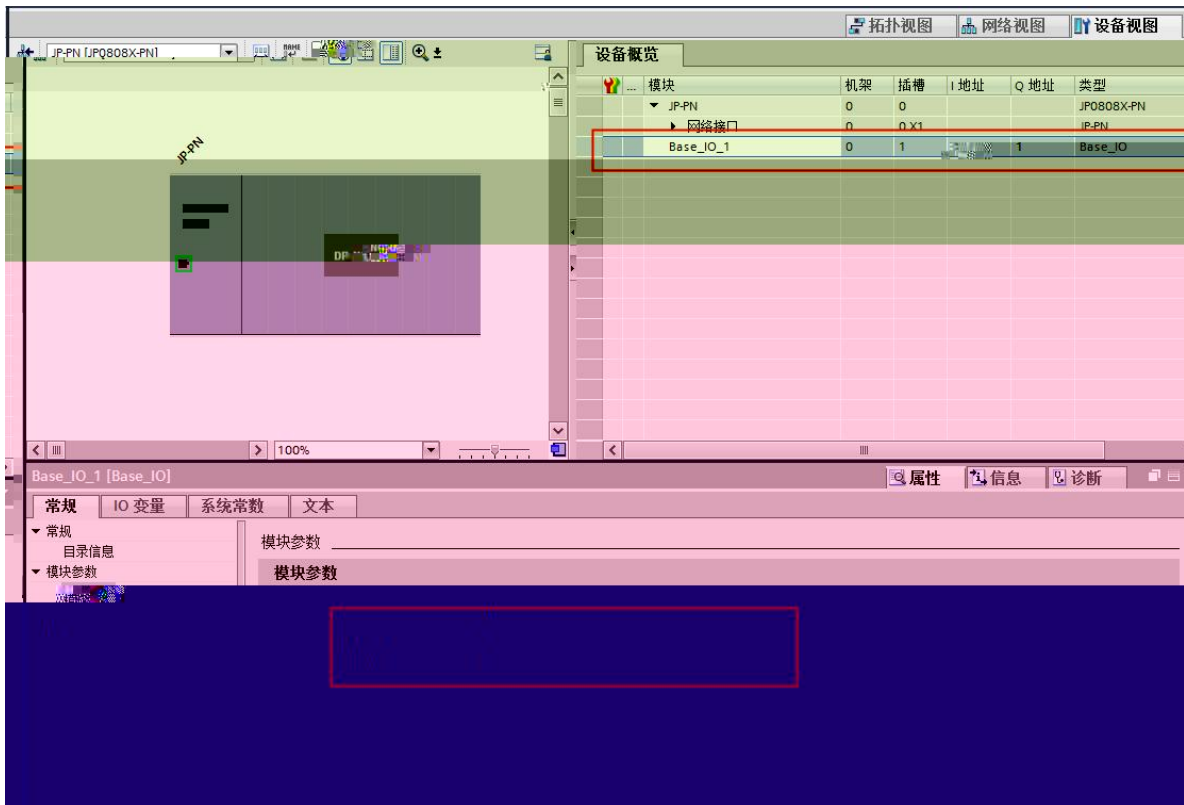 拓扑视图 网络视图 设备视图
JP-PN [JP0808X-PN]
设备概览
... 模块 机架 插槽 I 地址 Q 地址 类型
JP-PN 0 0 JP0808X-PN
网络接口 0 0 X1 JP-PN
Base_IO_1 0 1 1 Base_IO
JP-PN
DP
100%
Base_IO_1 [Base_IO]
属性 信息 诊断
常规 IO 变量 系统常数 文本
常规
目录信息
模块参数
模块参数
模块参数